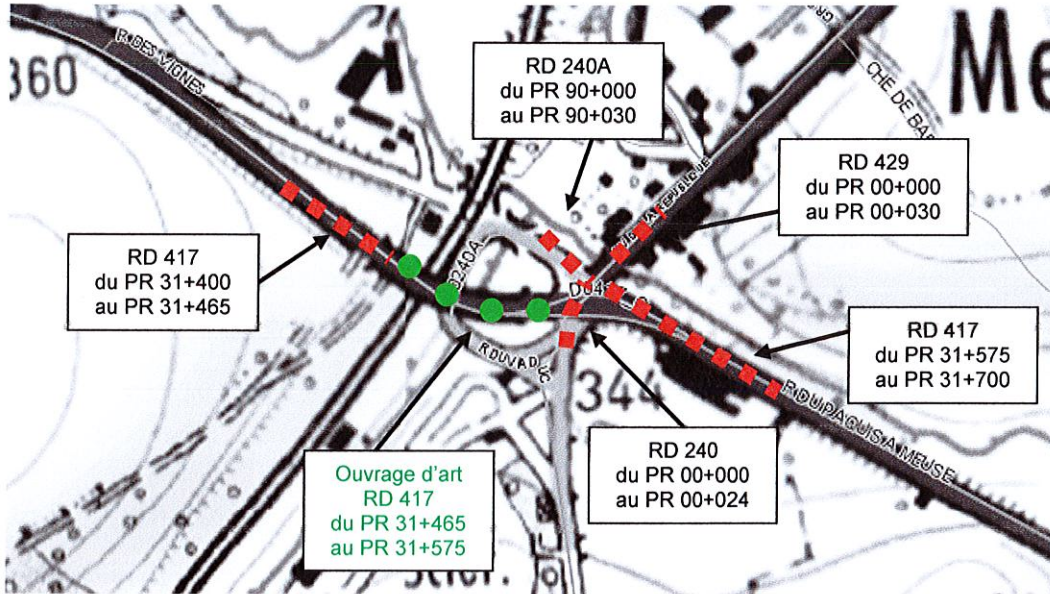 360
R DES VIGNES
RD 240A
du PR 90+000
au PR 90+030
Me
CHE DE BAR
RD 429
du PR 00+000
au PR 00+030
RD 417
du PR 31+400
au PR 31+465
D240A
R DU VIADUC
344
RD 417
du PR 31+575
au PR 31+700
R DU PAQUIS A MEUSE
Ouvrage d'art
RD 417
du PR 31+465
au PR 31+575
RD 240
du PR 00+000
au PR 00+024